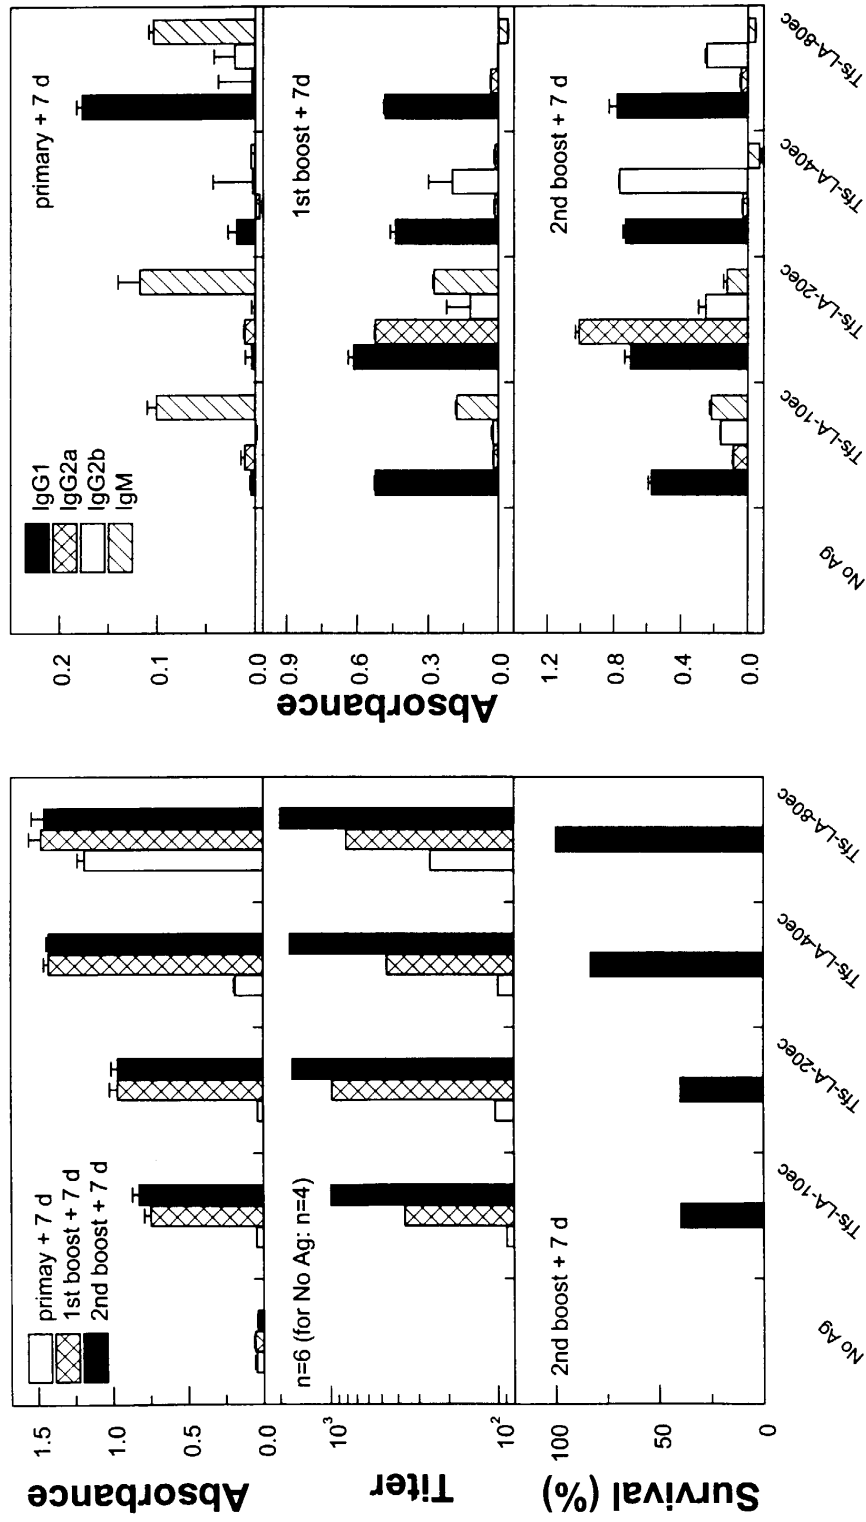 primay + 7 d
1st boost + 7 d
2nd boost + 7 d
Absorbance
1.5
1.0
0.5
0.0
n=6 (for No Ag: n=4)
Titer
10³
10²
2nd boost + 7 d
Survival (%)
100
50
0
No Ag
Tfs-LA-10ec
Tfs-LA-20ec
Tfs-LA-40ec
Tfs-LA-80ec
IgG1
IgG2a
IgG2b
IgM
primary + 7 d
0.2
0.1
0.0
Absorbance
1st boost + 7d
0.9
0.6
0.3
0.0
2nd boost + 7 d
1.2
0.8
0.4
0.0
No Ag
Tfs-LA-10ec
Tfs-LA-20ec
Tfs-LA-40ec
Tfs-LA-80ec